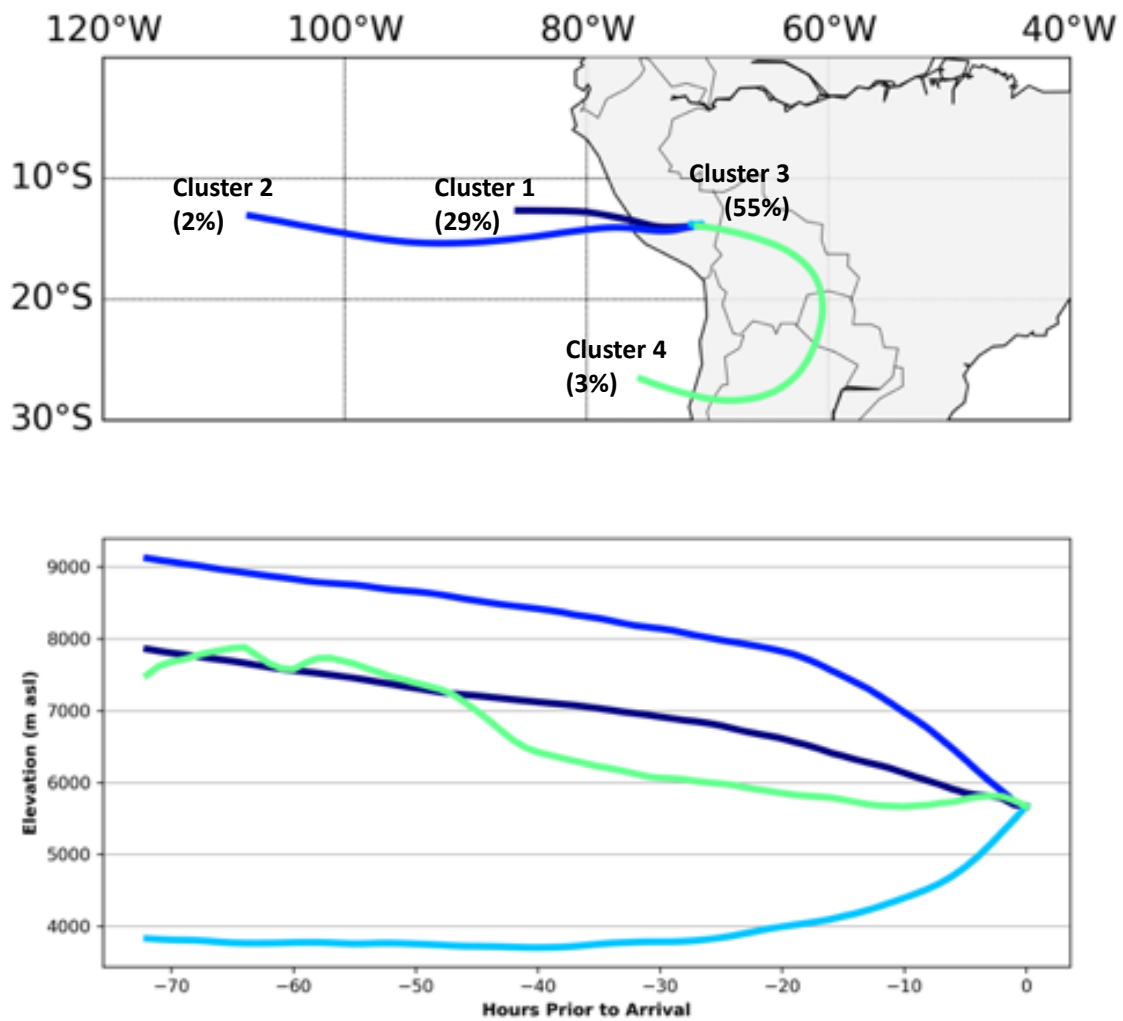 120°W 100°W 80°W 60°W 40°W
10°S
Cluster 2
(2%)
Cluster 1
(29%)
Cluster 3
(55%)
20°S
Cluster 4
(3%)
30°S
9000
8000
7000
6000
5000
4000
Elevation (m asl)
−70 −60 −50 −40 −30 −20 −10 0
Hours Prior to Arrival